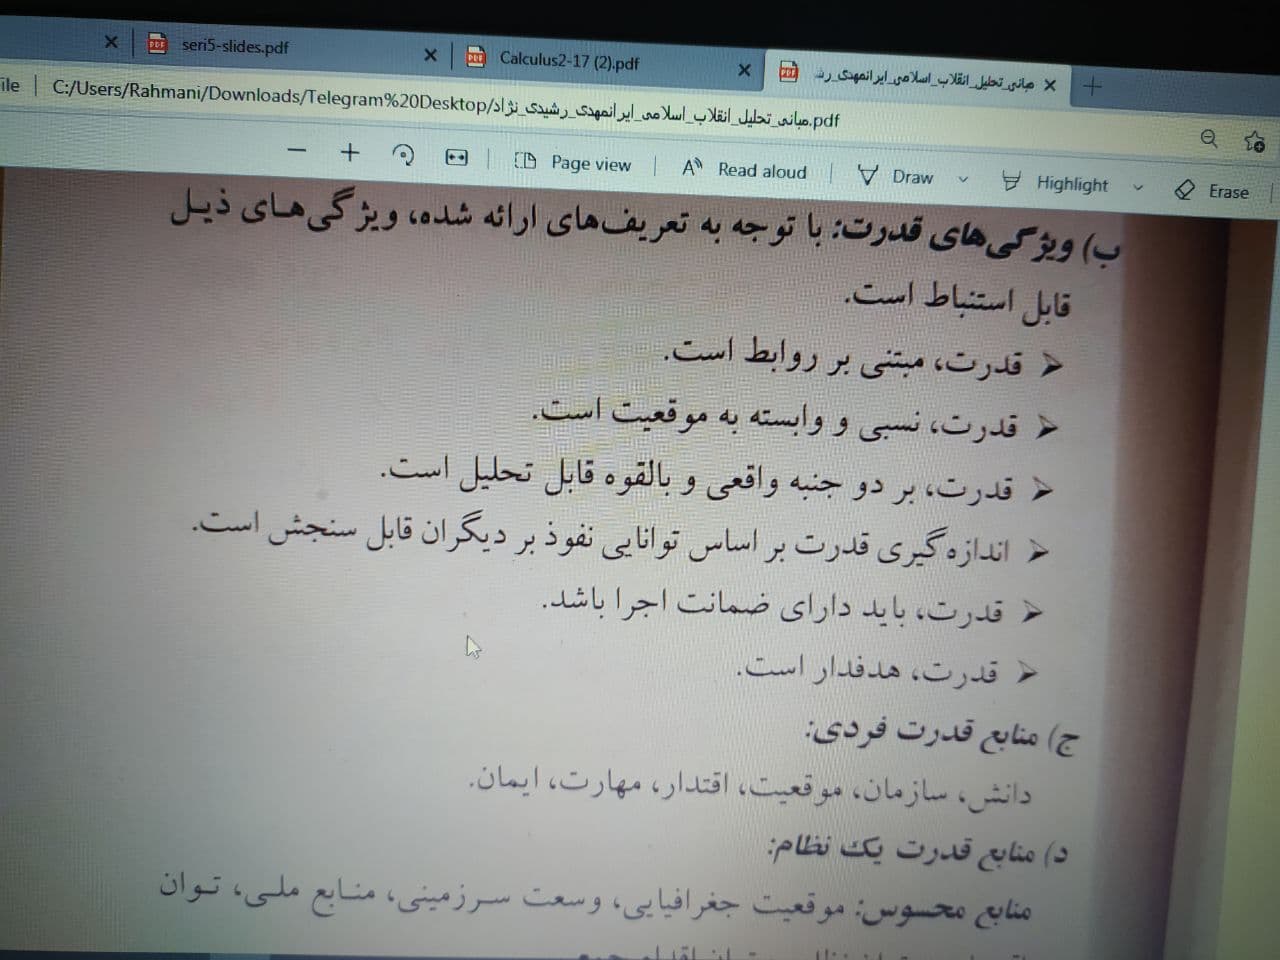 seri5-slides.pdf
Calculus2-17 (2).pdf
مبانی_تحلیل_انقلاب_اسلامی_ایرانمهدی_رشـ
ile
C:/Users/Rahmani/Downloads/Telegram%20Desktop/مبانی_تحلیل_انقلاب_اسلامی_ایرانمهدی_رشیدی_نژاد.pdf
Page view
Read aloud
Draw
Highlight
Erase
ب) ویژگی‌های قدرت: با توجه به تعریف‌های ارائه شده، ویژگی‌های ذیل
قابل استنباط است.
قدرت، مبتنی بر روابط است.
قدرت، نسبی و وابسته به موقعیت است.
قدرت، بر دو جنبه واقعی و بالقوه قابل تحلیل است.
اندازه‌گیری قدرت بر اساس توانایی نفوذ بر دیگران قابل سنجش است.
قدرت، باید دارای ضمانت اجرا باشد.
قدرت، هدفدار است.
ج) منابع قدرت فردی:
دانش، سازمان، موقعیت، اقتدار، مهارت، ایمان.
د) منابع قدرت یک نظام:
منابع محسوس: موقعیت جغرافیایی، وسعت سرزمینی، منابع ملی، توان